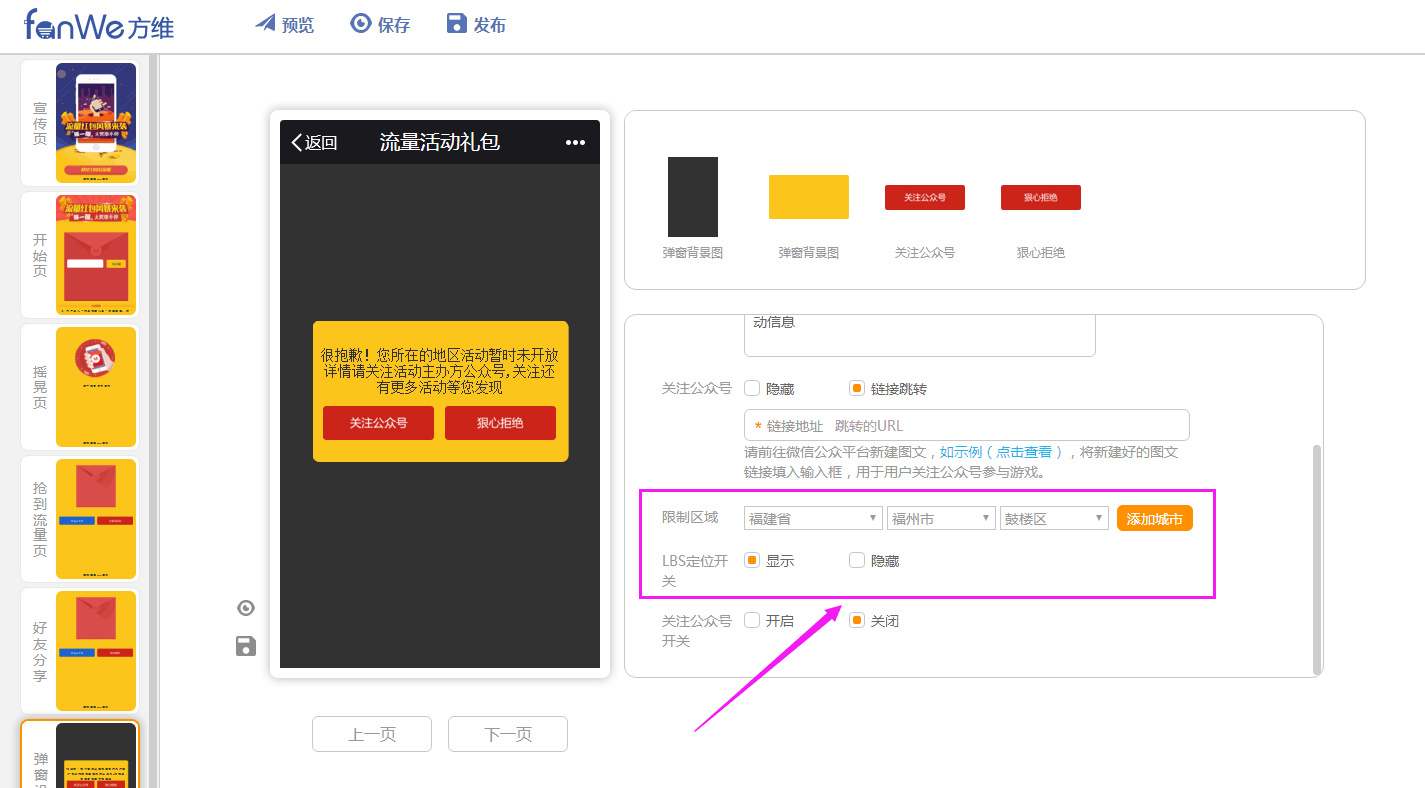 fanWe 方维
预览
保存
发布
宣传页
开始页
摇晃页
抢到流量页
好友分享
弹窗
返回
流量活动礼包
很抱歉！您所在的地区活动暂时未开放
详情请关注活动主办方公众号,关注还
有更多活动等您发现
关注公众号
狠心拒绝
上一页
下一页
关注公众号
狠心拒绝
弹窗背景图
弹窗背景图
关注公众号
狠心拒绝
动信息
关注公众号
隐藏
链接跳转
* 链接地址 跳转的URL
请前往微信公众平台新建图文，如示例（点击查看），将新建好的图文
链接填入输入框，用于用户关注公众号参与游戏。
限制区域
福建省
福州市
鼓楼区
添加城市
LBS定位开
关
显示
隐藏
关注公众号
开关
开启
关闭